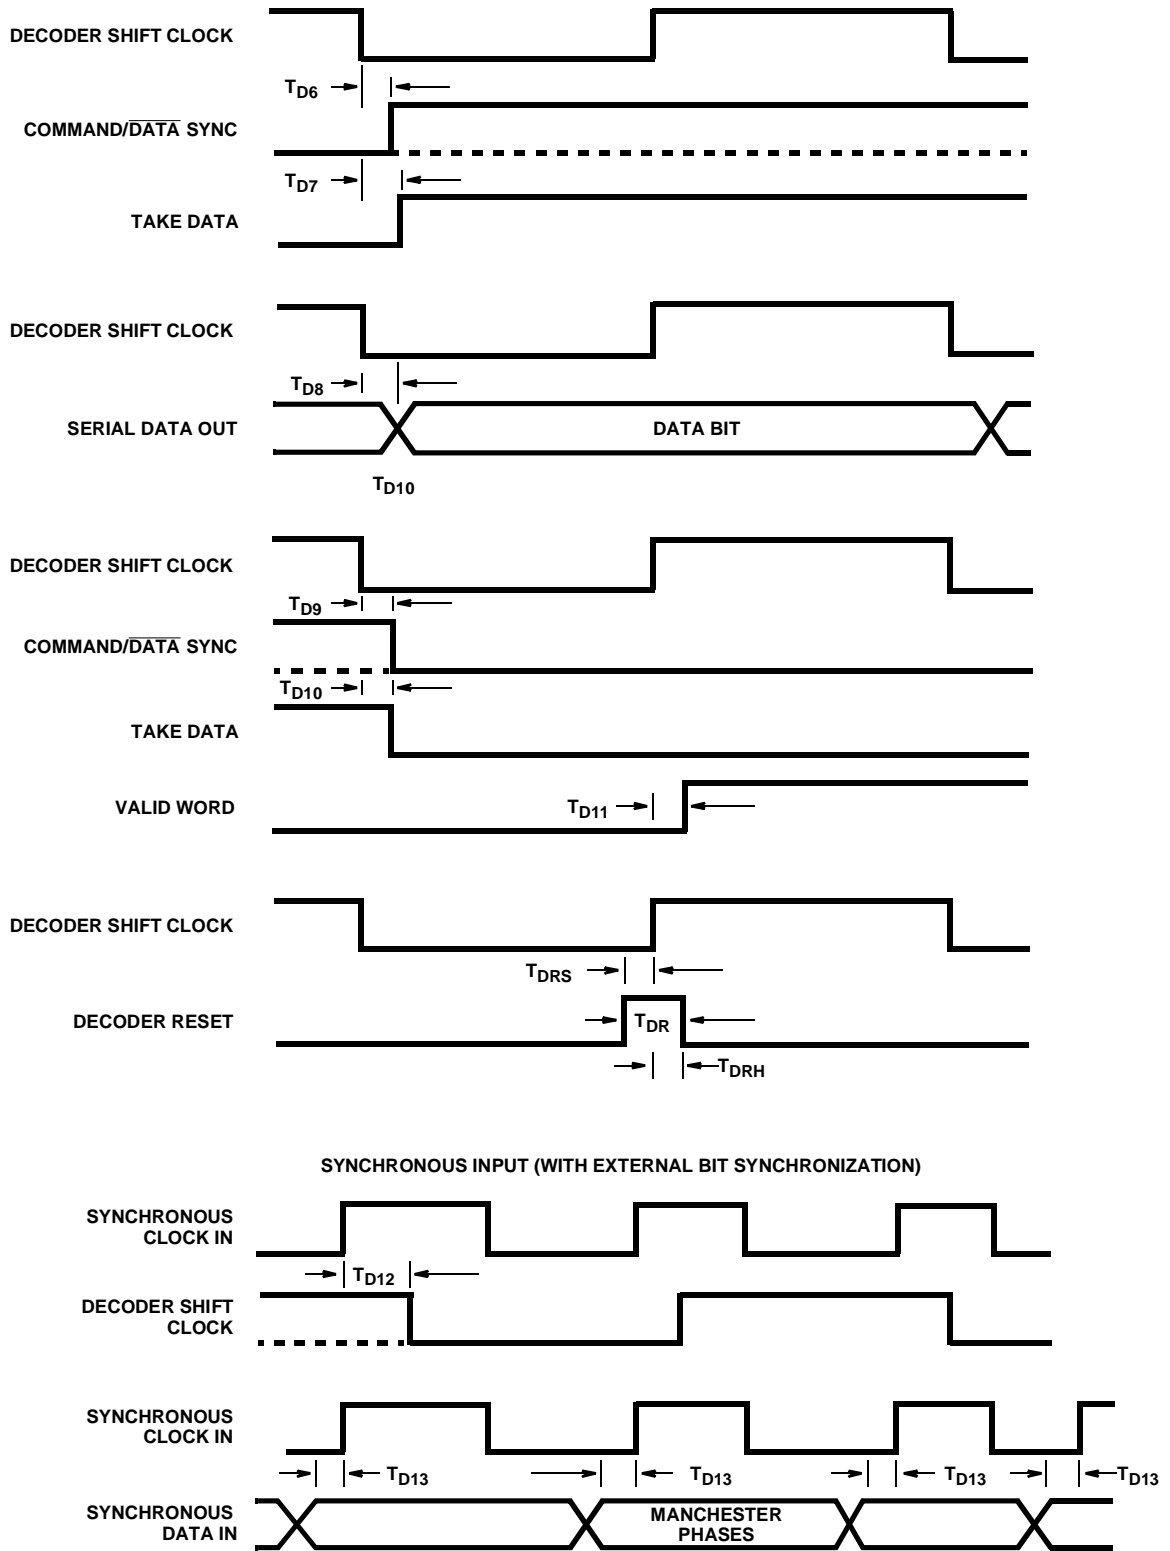 DECODER SHIFT CLOCK
TD6
COMMAND/DATA SYNC
TD7
TAKE DATA
DECODER SHIFT CLOCK
TD8
SERIAL DATA OUT
DATA BIT
TD10
DECODER SHIFT CLOCK
TD9
COMMAND/DATA SYNC
TD10
TAKE DATA
VALID WORD
TD11
DECODER SHIFT CLOCK
TDRS
DECODER RESET
TDR
TDRH
SYNCHRONOUS INPUT (WITH EXTERNAL BIT SYNCHRONIZATION)
SYNCHRONOUS
CLOCK IN
TD12
DECODER SHIFT
CLOCK
SYNCHRONOUS
CLOCK IN
TD13
TD13
TD13
TD13
SYNCHRONOUS
DATA IN
MANCHESTER
PHASES